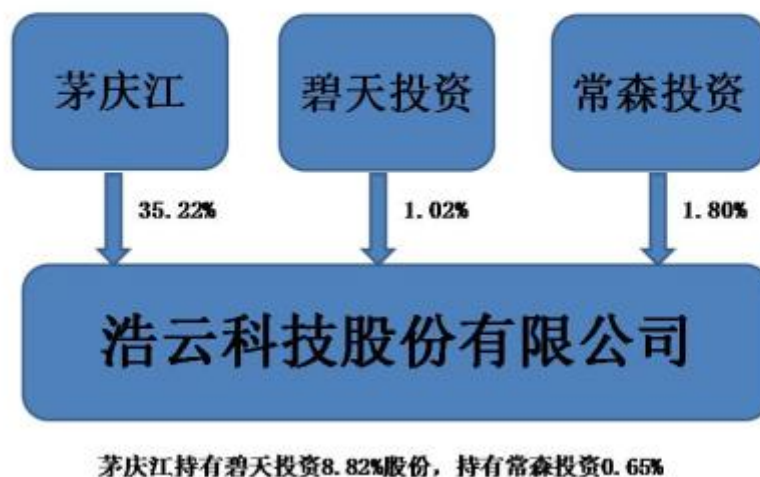 茅庆江 碧天投资 常森投资
35.22% 1.02% 1.80%
浩云科技股份有限公司
茅庆江持有碧天投资8.82%股份，持有常森投资0.65%